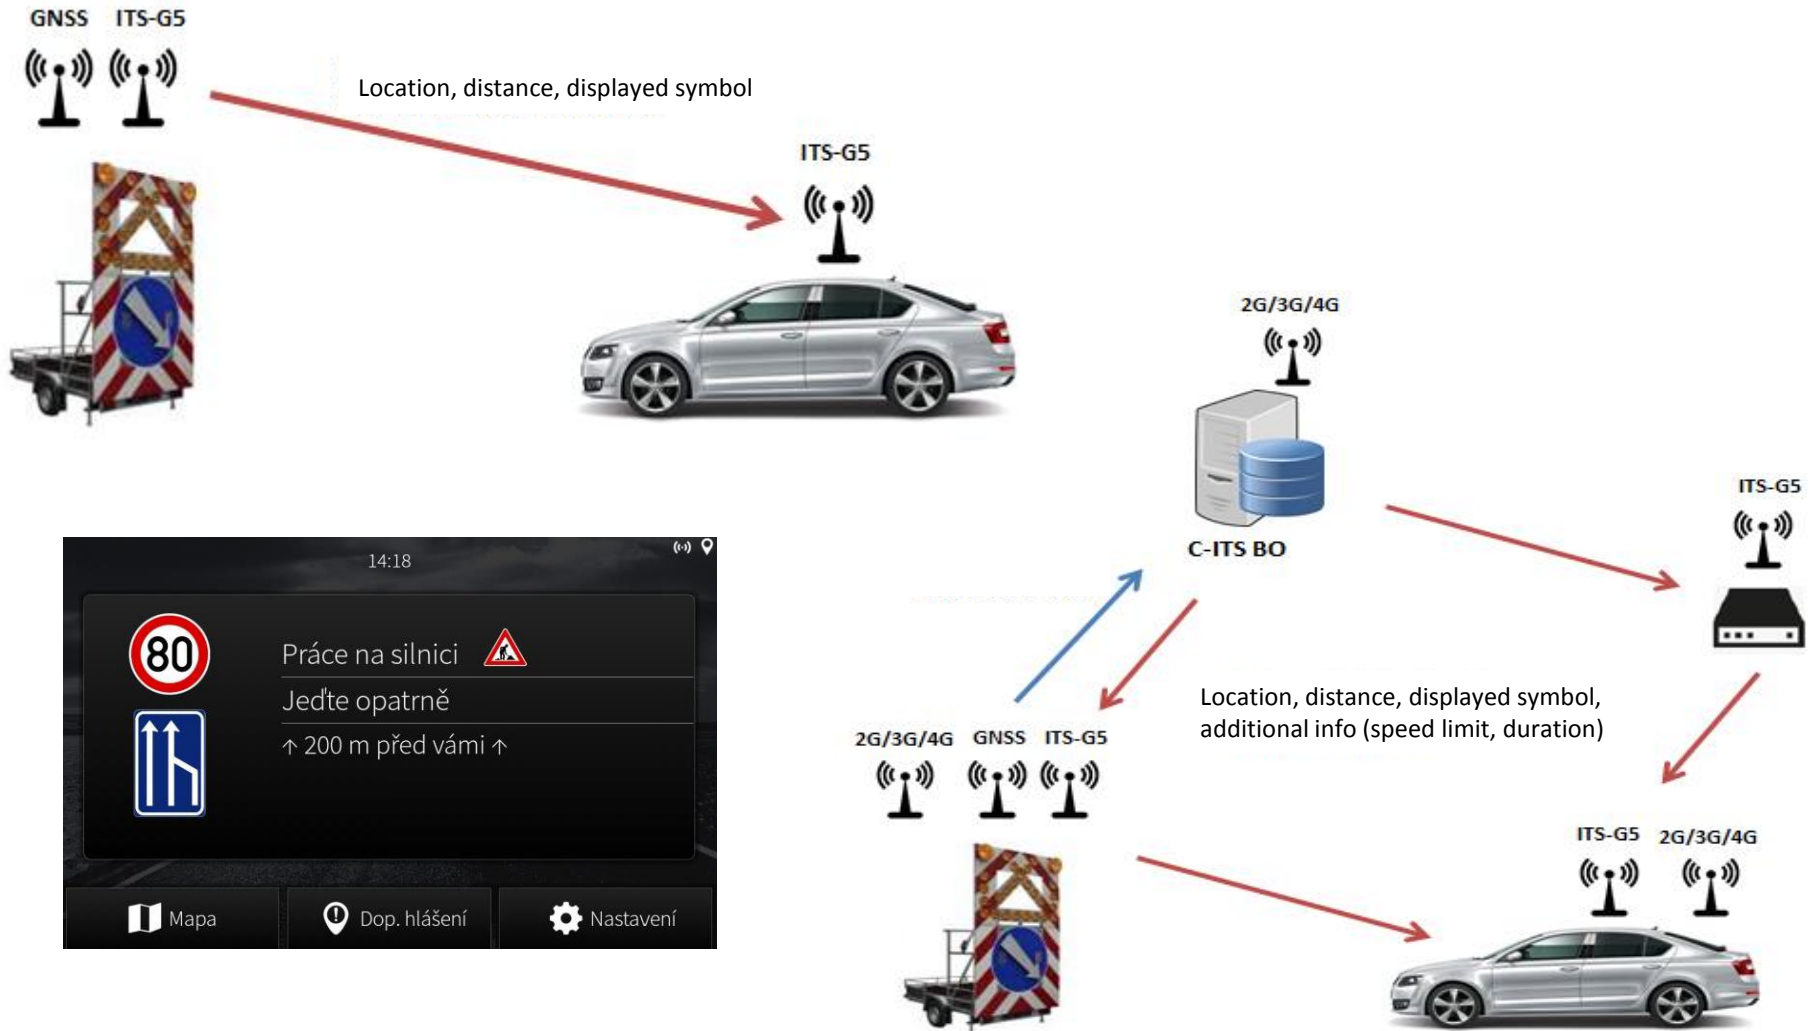 GNSS ITS-G5
Location, distance, displayed symbol
ITS-G5
2G/3G/4G
C-ITS BO
ITS-G5
14:18
80
Práce na silnici
Jeďte opatrně
↑ 200 m před vámi ↑
Mapa
Dop. hlášení
Nastavení
Location, distance, displayed symbol,
additional info (speed limit, duration)
2G/3G/4G GNSS ITS-G5
ITS-G5 2G/3G/4G